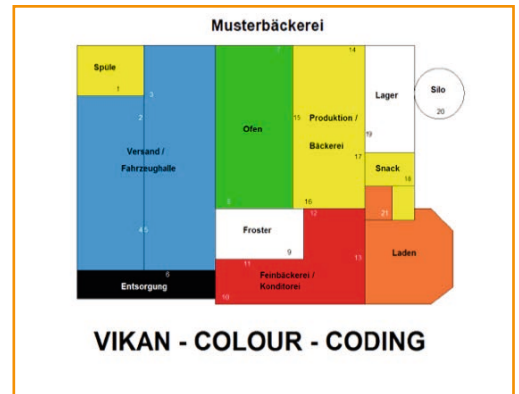 Musterbäckerei
7
14
Spüle
1
3
2
Lager
Silo
20
15
Produktion /
Bäckerei
Ofen
19
17
Versand /
Fahrzeughalle
Snack
18
16
12
21
4
5
Froster
9
13
Laden
11
6
Feinbäckerei /
Konditorei
Entsorgung
10
VIKAN - COLOUR - CODING